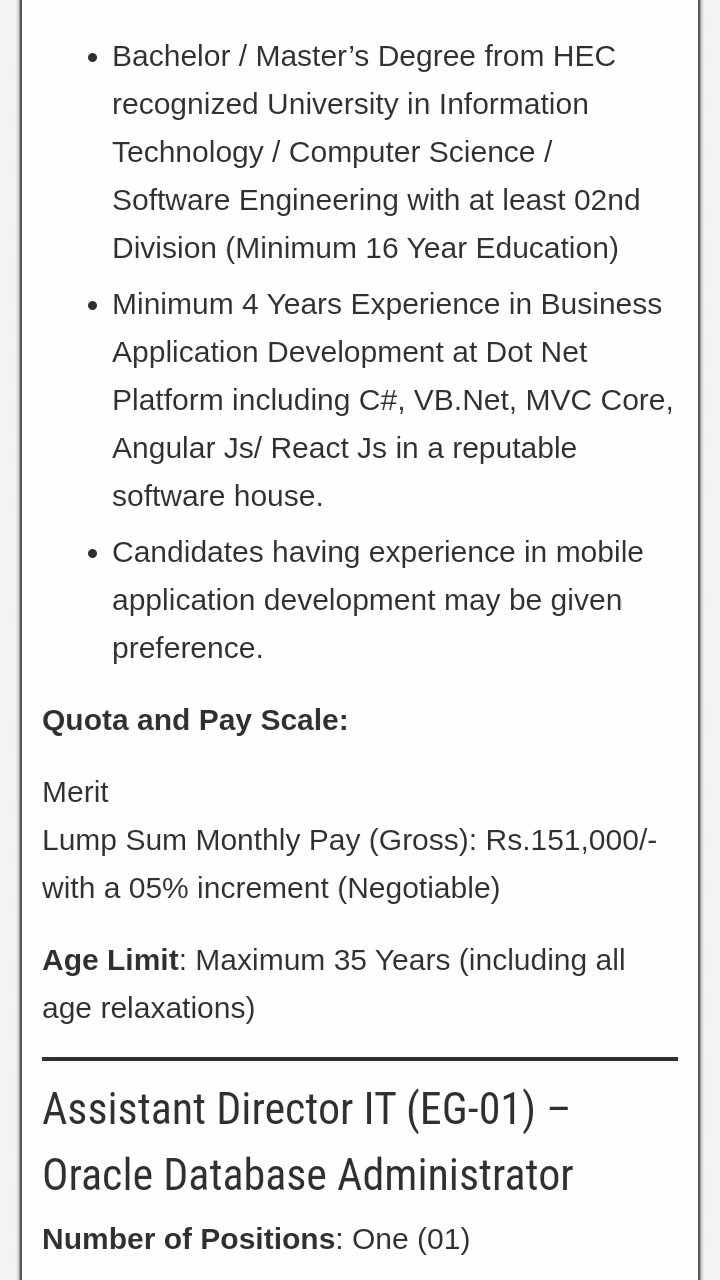 • Bachelor / Master’s Degree from HEC
recognized University in Information
Technology / Computer Science /
Software Engineering with at least 02nd
Division (Minimum 16 Year Education)
• Minimum 4 Years Experience in Business
Application Development at Dot Net
Platform including C#, VB.Net, MVC Core,
Angular Js/ React Js in a reputable
software house.
• Candidates having experience in mobile
application development may be given
preference.
Quota and Pay Scale:
Merit
Lump Sum Monthly Pay (Gross): Rs.151,000/-
with a 05% increment (Negotiable)
Age Limit: Maximum 35 Years (including all
age relaxations)
Assistant Director IT (EG-01) –
Oracle Database Administrator
Number of Positions: One (01)